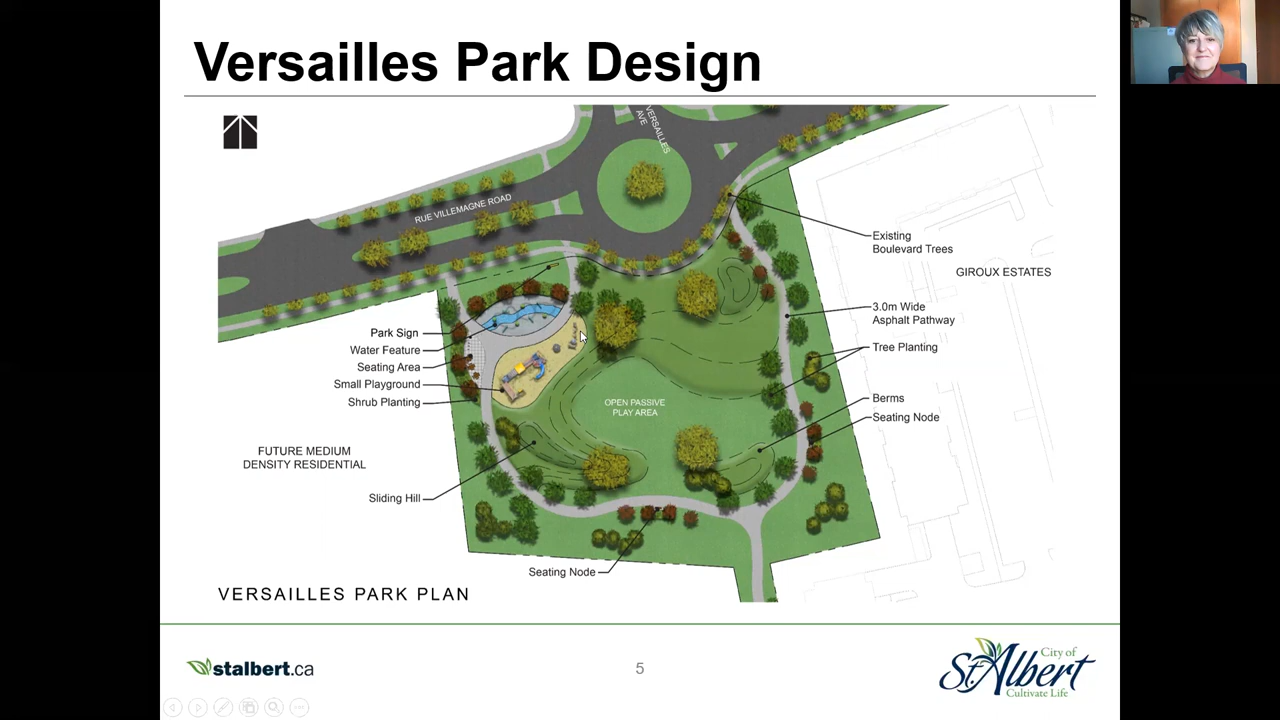 Versailles Park Design
VERSAILLES
AVE
RUE VILLEMAGNE ROAD
Existing
Boulevard Trees
GIROUX ESTATES
3.0m Wide
Asphalt Pathway
Park Sign
Water Feature
Tree Planting
Seating Area
Small Playground
Shrub Planting
OPEN PASSIVE
PLAY AREA
Berms
Seating Node
FUTURE MEDIUM
DENSITY RESIDENTIAL
Sliding Hill
Seating Node
VERSAILLES PARK PLAN
stalbert.ca
5
City of
St. Albert
Cultivate Life